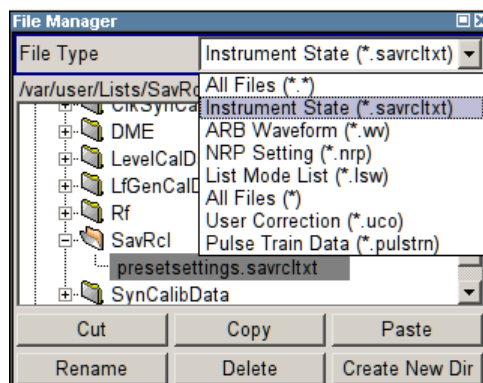 File Manager
File Type
Instrument State (*.savrcltxt)
/var/user/Lists/SavRc
All Files (*.*)
Instrument State (*.savrcltxt)
ARB Waveform (*.wv)
NRP Setting (*.nrp)
List Mode List (*.lsw)
All Files (*)
User Correction (*.uco)
Pulse Train Data (*.pulstrn)
ClkSynCa
DME
LevelCalD
LfGenCalD
Rf
SavRcl
presetsettings.savrcltxt
SynCalibData
Cut
Copy
Paste
Rename
Delete
Create New Dir